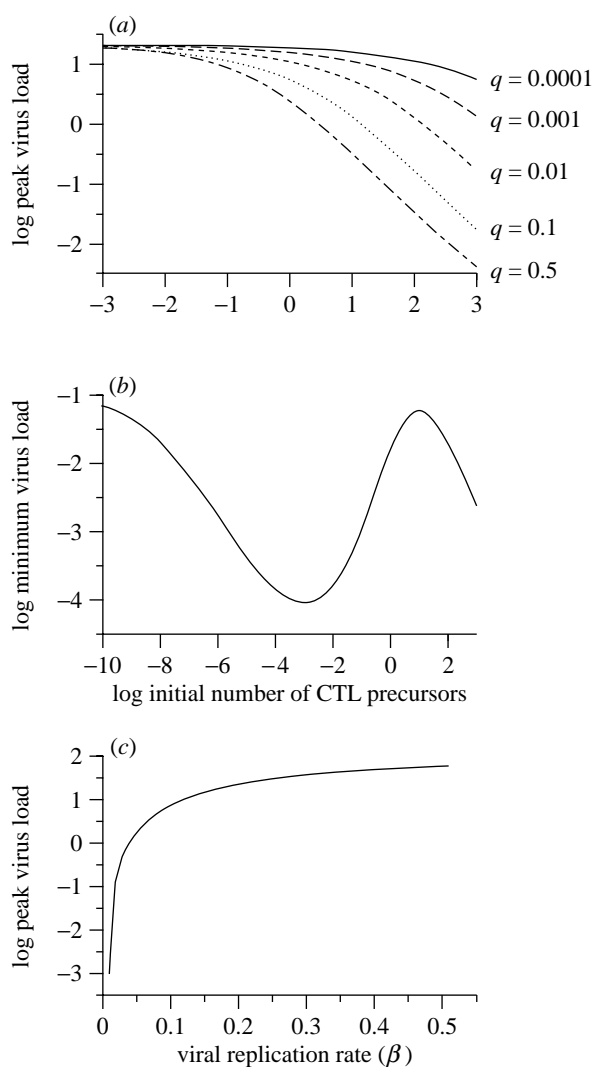 (a)
log peak virus load
1
0
−1
−2
q = 0.0001
q = 0.001
q = 0.01
q = 0.1
q = 0.5
−3 −2 −1 0 1 2 3
(b)
log minimum virus load
−1
−2
−3
−4
−10 −8 −6 −4 −2 0 2
log initial number of CTL precursors
(c)
log peak virus load
2
1
0
−1
−2
−3
0 0.1 0.2 0.3 0.4 0.5
viral replication rate (β)